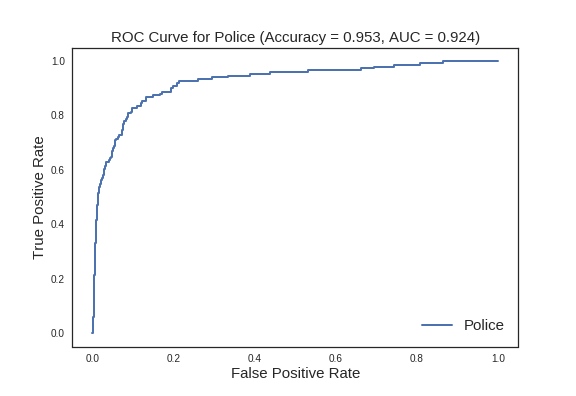 ROC Curve for Police (Accuracy = 0.953, AUC = 0.924)
1.0
0.8
0.6
0.4
0.2
0.0
True Positive Rate
Police
0.0 0.2 0.4 0.6 0.8 1.0
False Positive Rate